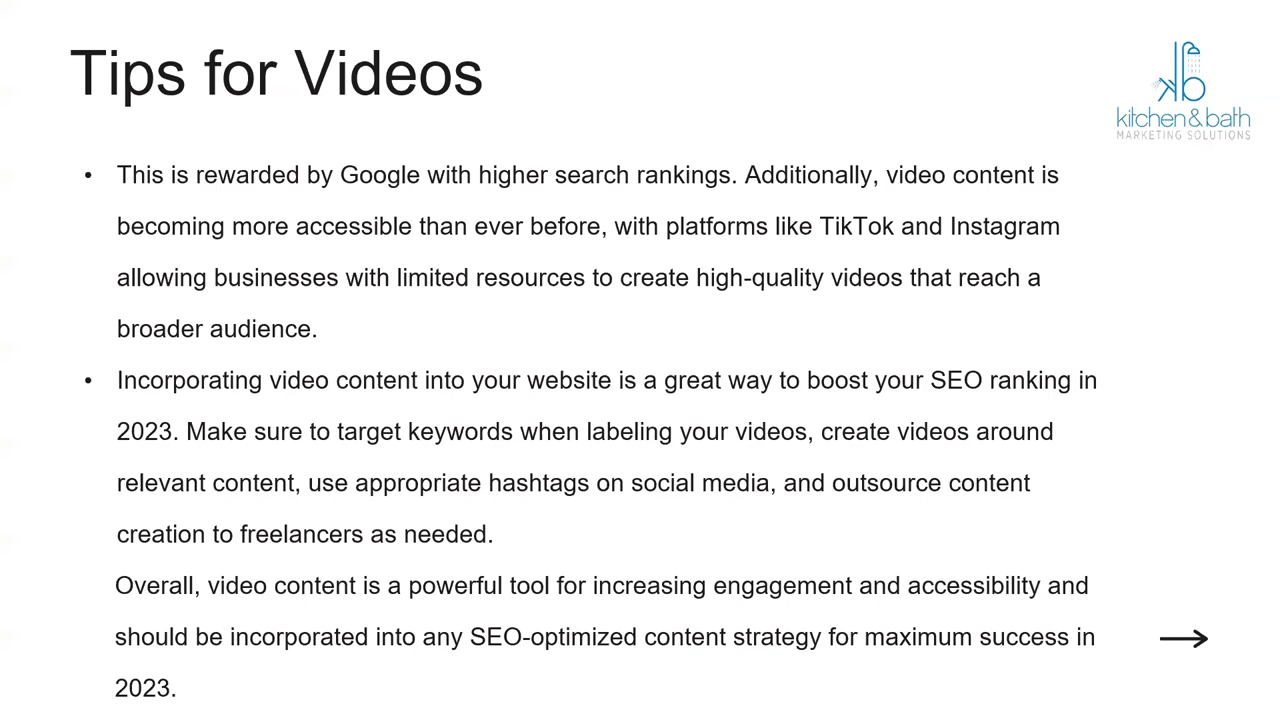 Tips for Videos
kitchen & bath
MARKETING SOLUTIONS
• This is rewarded by Google with higher search rankings. Additionally, video content is
becoming more accessible than ever before, with platforms like TikTok and Instagram
allowing businesses with limited resources to create high-quality videos that reach a
broader audience.
• Incorporating video content into your website is a great way to boost your SEO ranking in
2023. Make sure to target keywords when labeling your videos, create videos around
relevant content, use appropriate hashtags on social media, and outsource content
creation to freelancers as needed.
Overall, video content is a powerful tool for increasing engagement and accessibility and
should be incorporated into any SEO-optimized content strategy for maximum success in
2023.